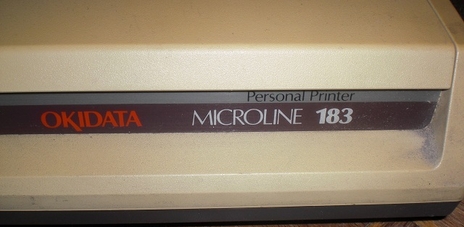 Personal Printer
OKIDATA MICROLINE 183